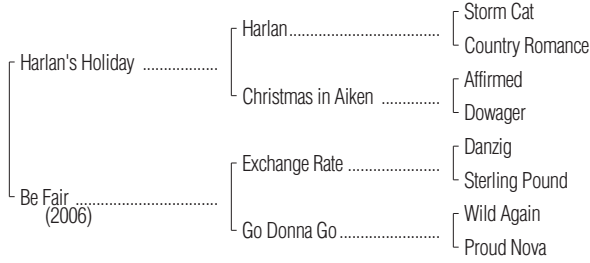 Storm Cat
Harlan
Country Romance
Harlan's Holiday
Affirmed
Christmas in Aiken
Dowager
Danzig
Exchange Rate
Sterling Pound
Be Fair
(2006)
Wild Again
Go Donna Go
Proud Nova